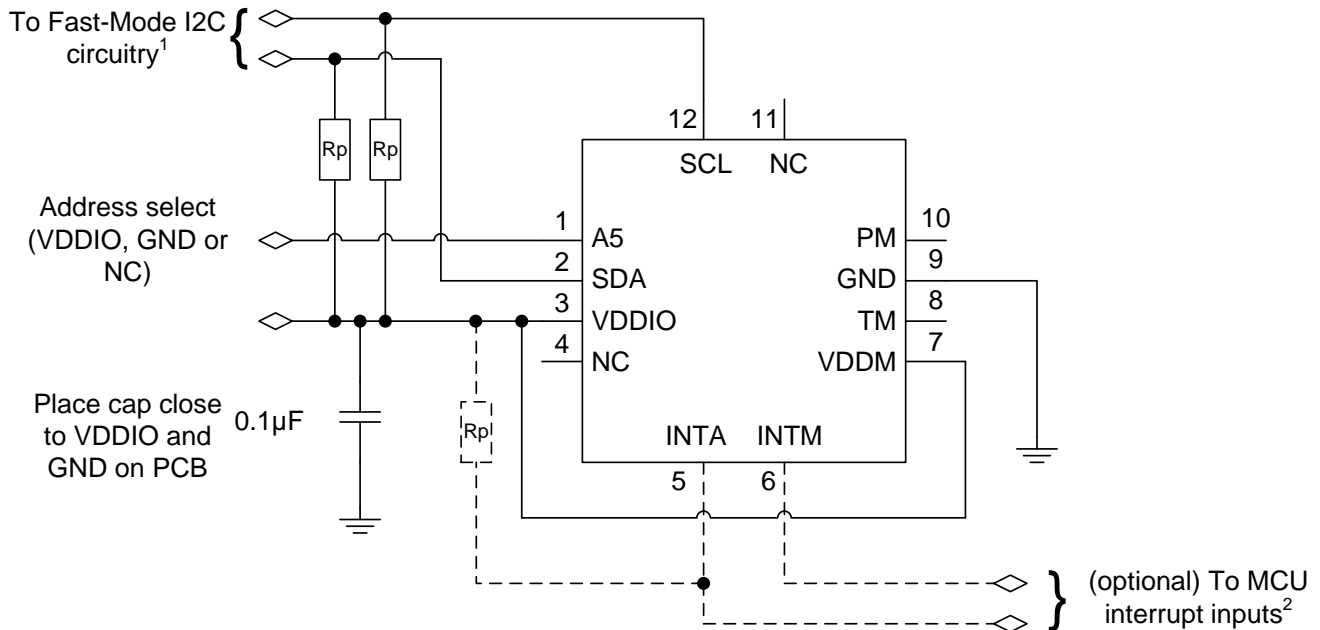 To Fast-Mode I2C
circuitry1
12
11
SCL
NC
Rp
Rp
Address select
(VDDIO, GND or
NC)
1
A5
2
SDA
3
VDDIO
4
NC
10
PM
9
GND
8
TM
7
VDDM
Place cap close
to VDDIO and
GND on PCB
0.1µF
Rp
INTA
INTM
5
6
(optional) To MCU
interrupt inputs2